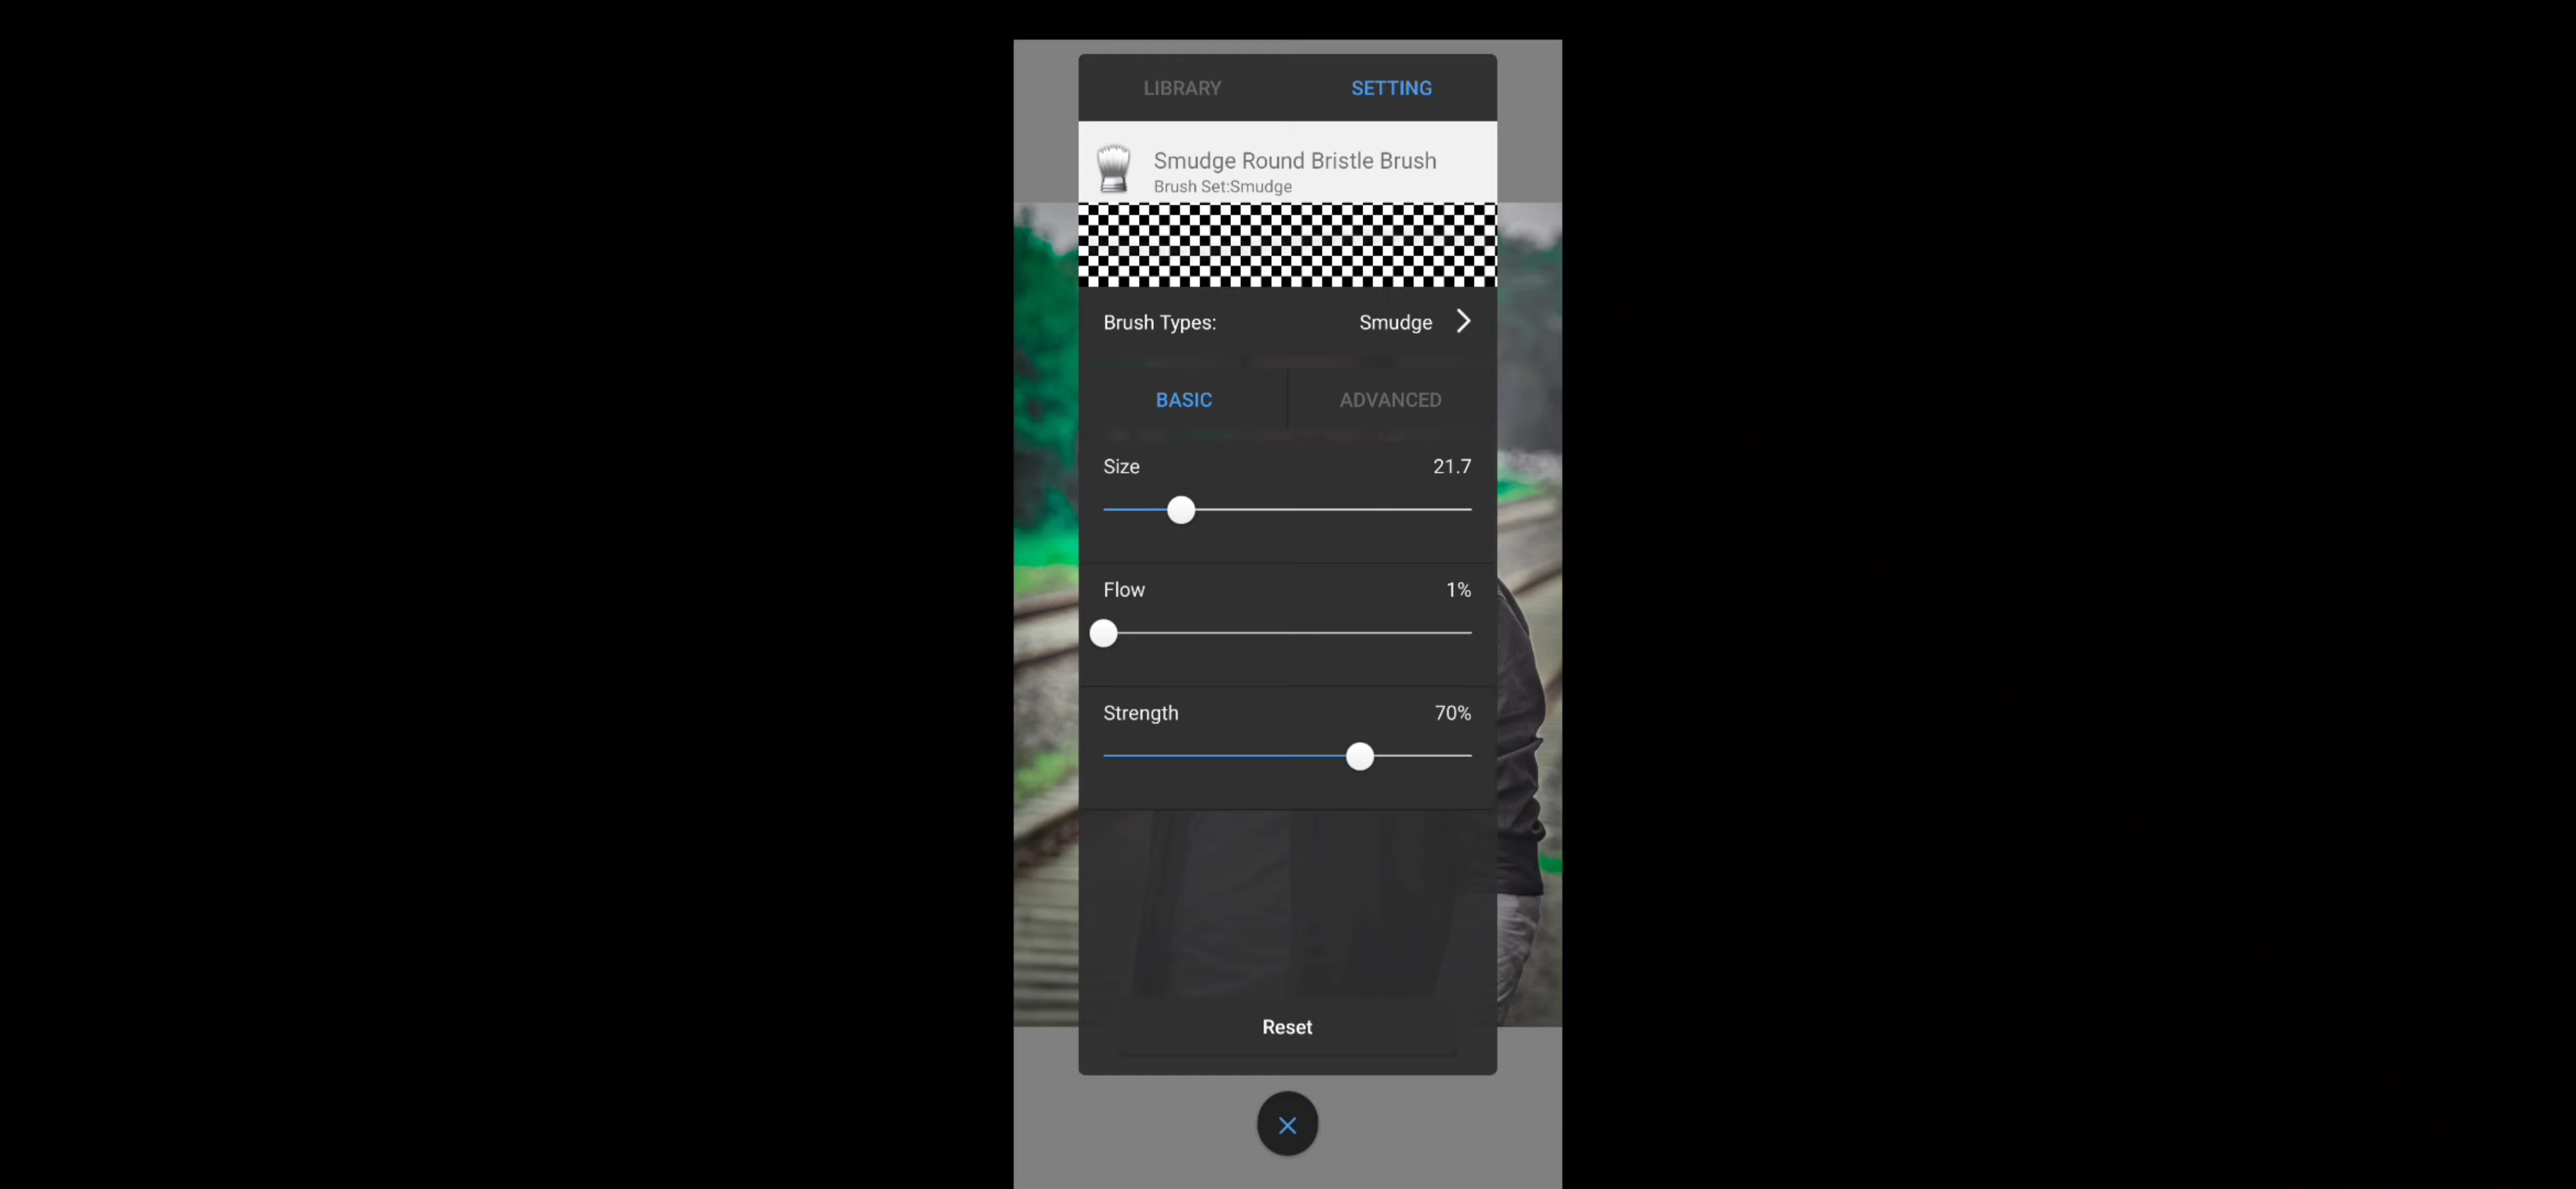 LIBRARY SETTING
Smudge Round Bristle Brush
Brush Set:Smudge
Brush Types: Smudge
BASIC ADVANCED
Size 21.7
Flow 1%
Strength 70%
Reset